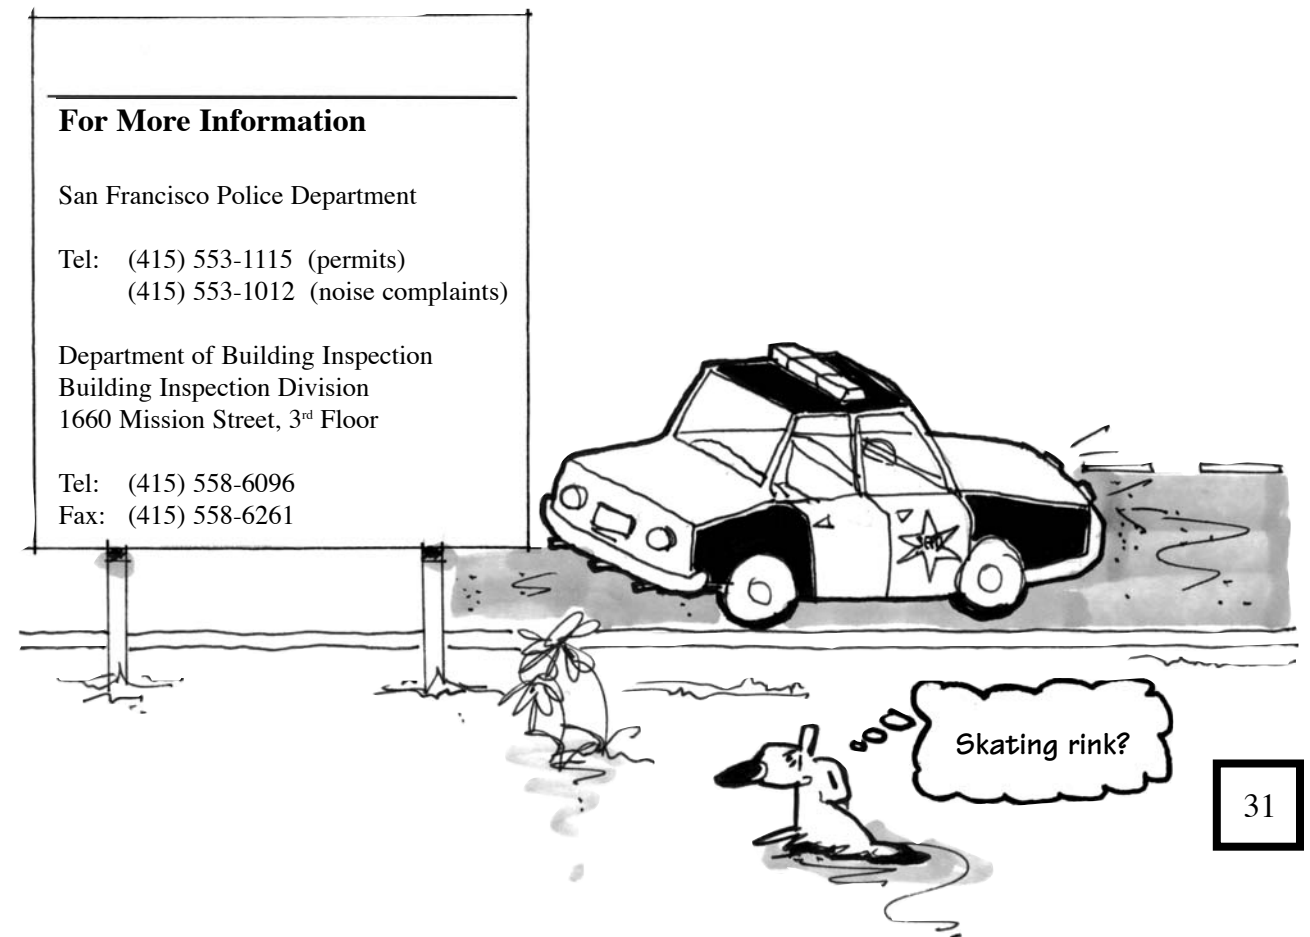 For More Information
San Francisco Police Department
Tel: (415) 553-1115 (permits)
(415) 553-1012 (noise complaints)
Department of Building Inspection
Building Inspection Division
1660 Mission Street, 3rd Floor
Tel: (415) 558-6096
Fax: (415) 558-6261
SFPD
Skating rink?
31